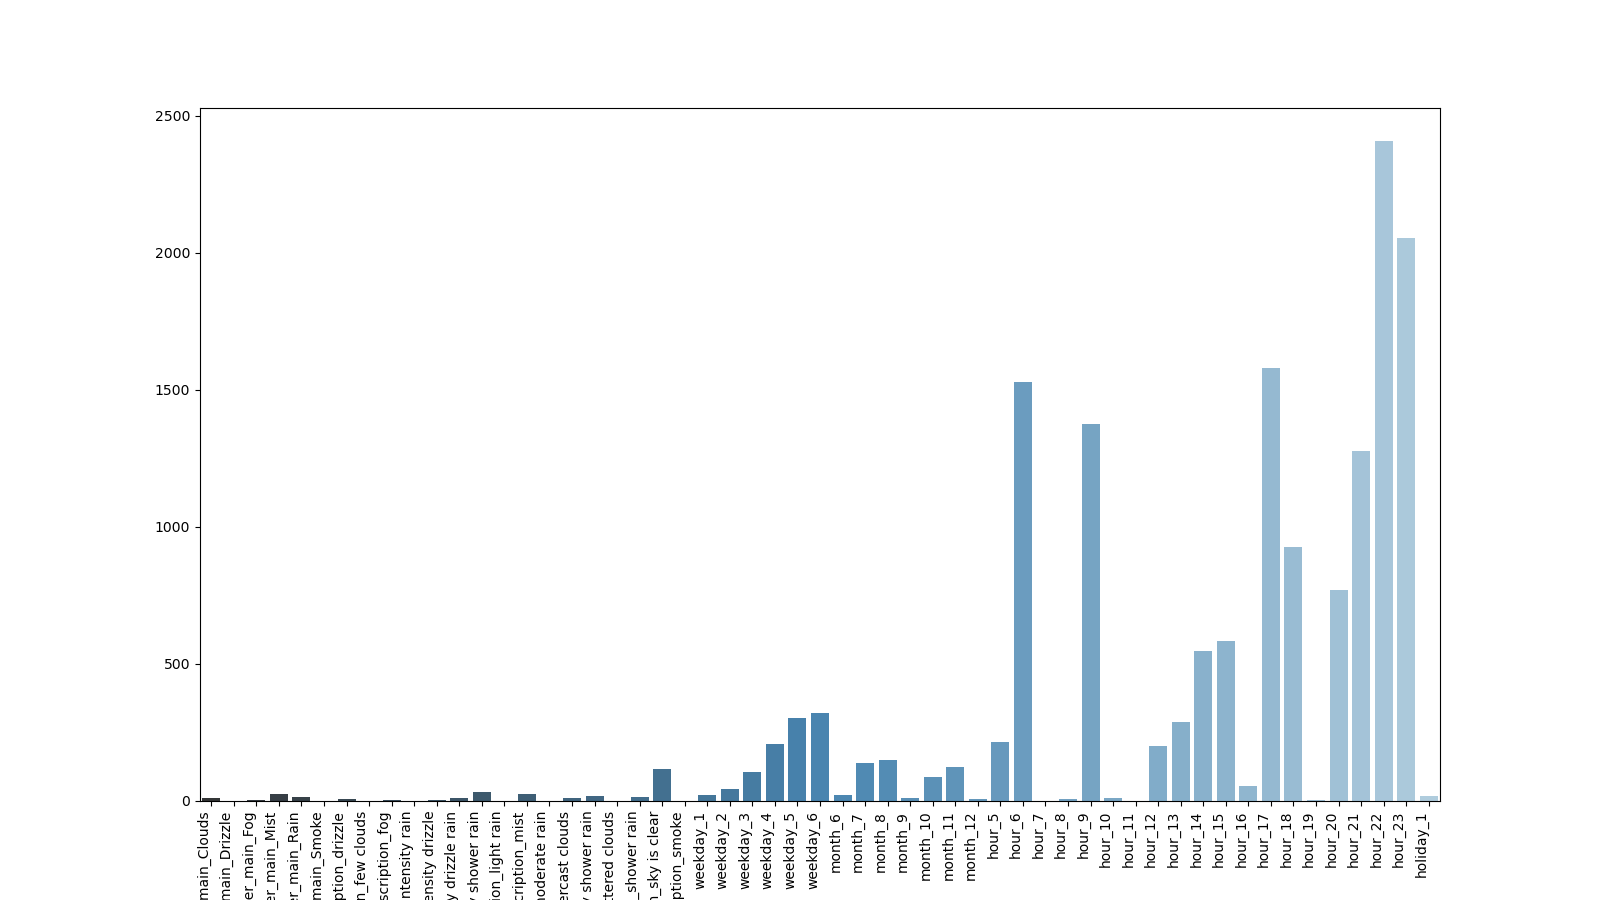 2500
2000
1500
1000
500
0
main_Clouds
main_Drizzle
er_main_Fog
er_main_Mist
er_main_Rain
main_Smoke
ption_drizzle
n_few clouds
scription_fog
ntensity rain
ensity drizzle
y drizzle rain
y shower rain
ion_light rain
cription_mist
moderate rain
ercast clouds
y shower rain
ttered clouds
_shower rain
n_sky is clear
ption_smoke
weekday_1
weekday_2
weekday_3
weekday_4
weekday_5
weekday_6
month_6
month_7
month_8
month_9
month_10
month_11
month_12
hour_5
hour_6
hour_7
hour_8
hour_9
hour_10
hour_11
hour_12
hour_13
hour_14
hour_15
hour_16
hour_17
hour_18
hour_19
hour_20
hour_21
hour_22
hour_23
holiday_1